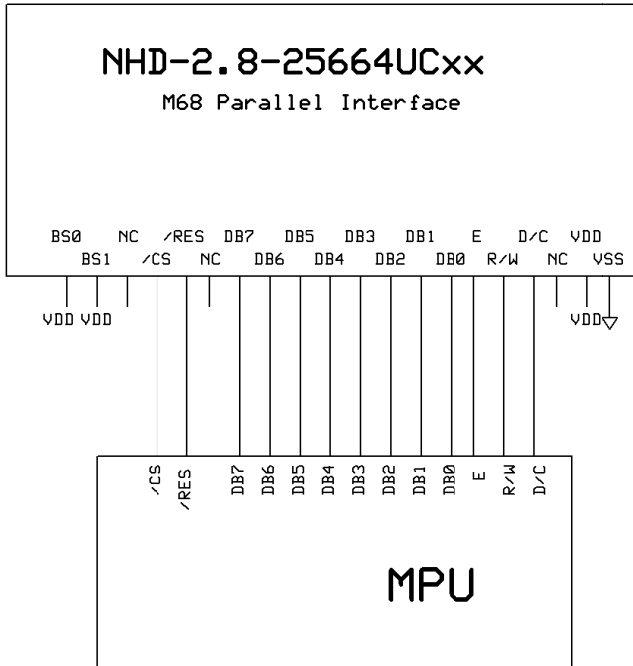 NHD-2.8-25664UCxx
M68 Parallel Interface
BS0 NC /RES DB7 DB5 DB3 DB1 E D/C VDD
BS1 /CS NC DB6 DB4 DB2 DB0 R/W NC VSS
VDD VDD VDD
/CS /RES DB7 DB6 DB5 DB4 DB3 DB2 DB1 DB0 E R/W D/C
MPU